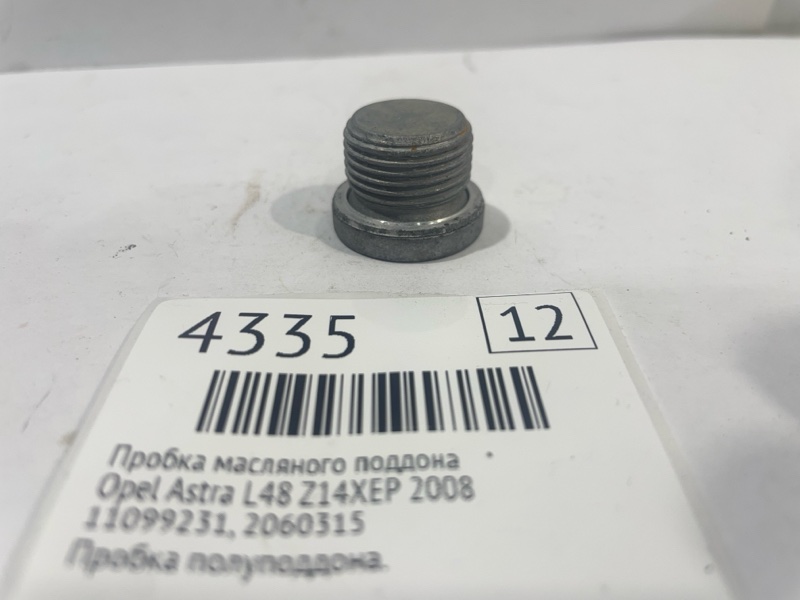 4335
12
Пробка масляного поддона
Opel Astra L48 Z14XEP 2008
11099231, 2060315
Пробка полуподдона.